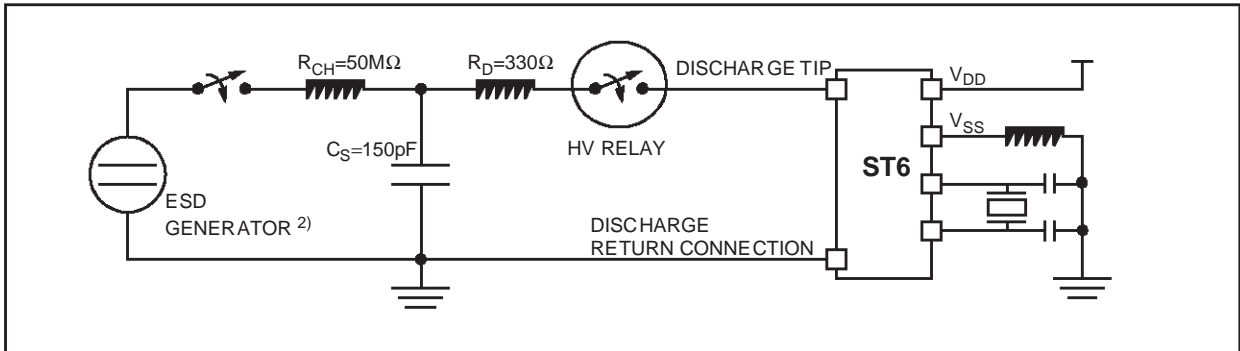 R_CH=50MΩ
R_D=330Ω
DISCHARGE TIP
HV RELAY
C_S=150pF
ESD
GENERATOR 2)
DISCHARGE
RETURN CONNECTION
ST6
V_DD
V_SS